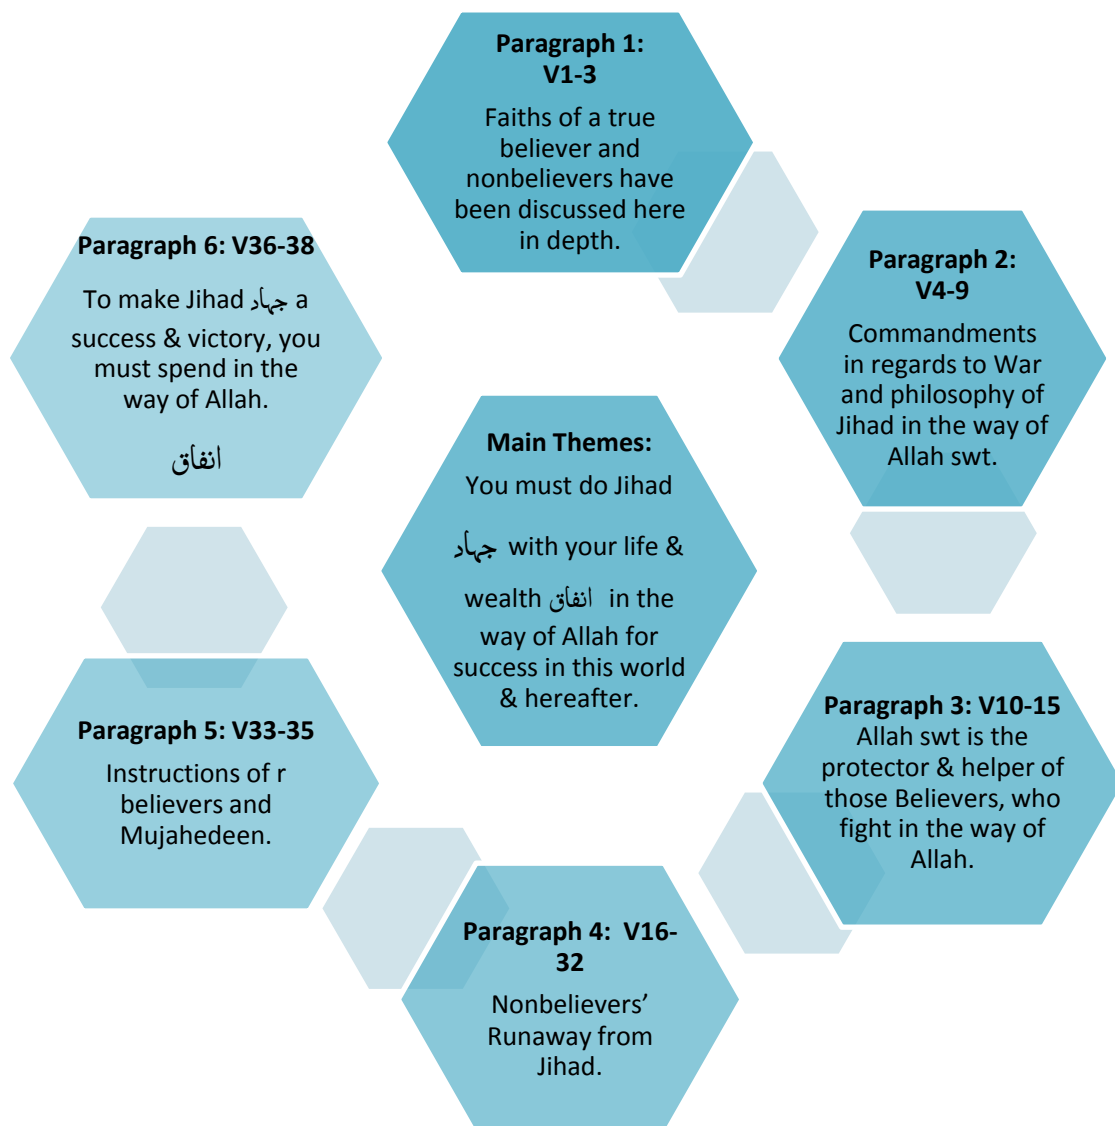 Paragraph 1:
V1-3
Faiths of a true
believer and
nonbelievers have
been discussed here
in depth.
Paragraph 2:
V4-9
Commandments
in regards to War
and philosophy of
Jihad in the way of
Allah swt.
Paragraph 3: V10-15
Allah swt is the
protector & helper of
those Believers, who
fight in the way of
Allah.
Paragraph 4:  V16-
32
Nonbelievers’
Runaway from
Jihad.
Paragraph 5: V33-35
Instructions of r
believers and
Mujahedeen.
Paragraph 6: V36-38
To make Jihad جہاد a
success & victory, you
must spend in the
way of Allah.
انفاق
Main Themes:
You must do Jihad
جہاد with your life &
wealth انفاق in the
way of Allah for
success in this world
& hereafter.